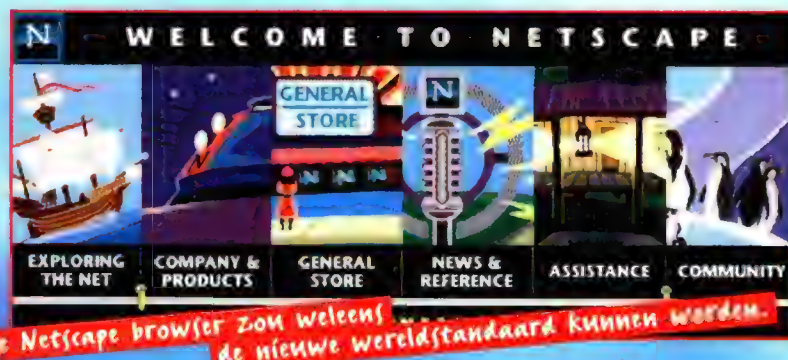 N WELCOME TO NETSCAPE
GENERAL
STORE
N
N N N
EXPLORING
THE NET
COMPANY &
PRODUCTS
GENERAL
STORE
NEWS &
REFERENCE
ASSISTANCE
COMMUNITY
Netscape browser zou weleens
de nieuwe wereldstandaard kunnen worden.